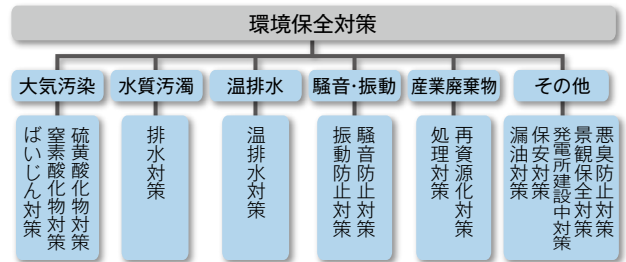 環境保全対策
大気汚染
水質汚濁
温排水
騒音・振動
産業廃棄物
その他
硫黄酸化物対策
窒素酸化物対策
ばいじん対策
排水対策
温排水対策
騒音防止対策
振動防止対策
再資源化対策
処理対策
悪臭防止対策
景観保全対策
発電所建設中対策
保安対策
漏油対策